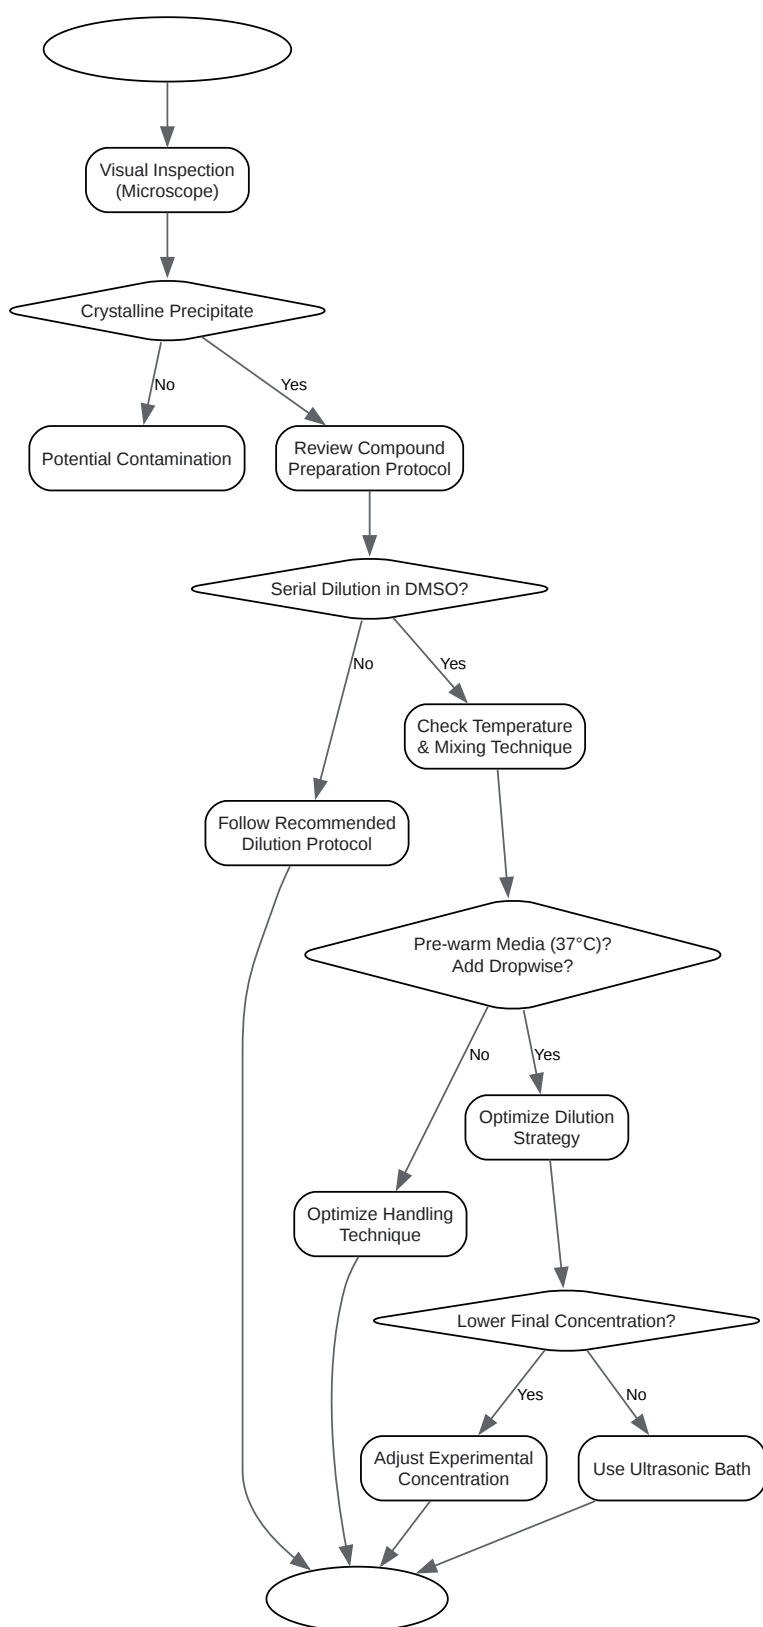 Visual Inspection
(Microscope)
Crystalline Precipitate
No
Yes
Potential Contamination
Review Compound
Preparation Protocol
Serial Dilution in DMSO?
No
Yes
Check Temperature
& Mixing Technique
Follow Recommended
Dilution Protocol
Pre-warm Media (37°C)?
Add Dropwise?
No
Yes
Optimize Dilution
Strategy
Optimize Handling
Technique
Lower Final Concentration?
Yes
No
Adjust Experimental
Concentration
Use Ultrasonic Bath